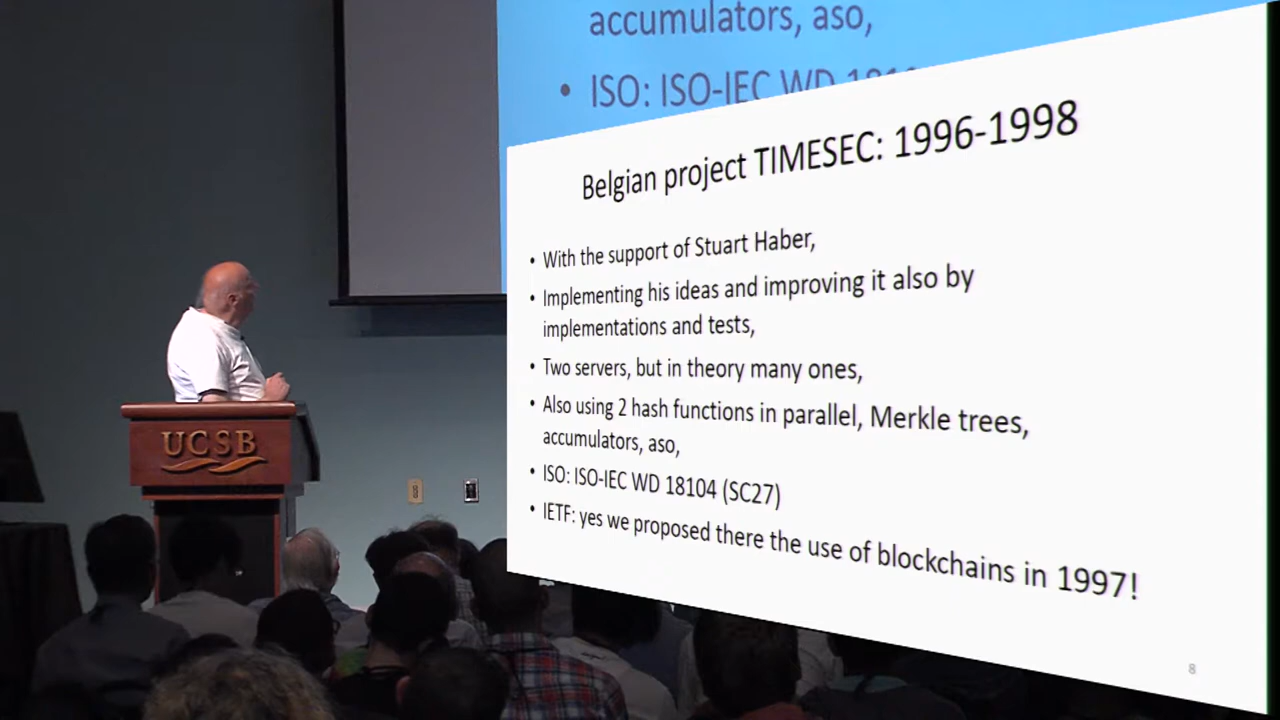 accumulators, aso,
• ISO: ISO-IEC WD 18104
Belgian project TIMESEC: 1996-1998
• With the support of Stuart Haber,
• Implementing his ideas and improving it also by
implementations and tests,
• Two servers, but in theory many ones,
• Also using 2 hash functions in parallel, Merkle trees,
accumulators, aso,
• ISO: ISO-IEC WD 18104 (SC27)
• IETF: yes we proposed there the use of blockchains in 1997!
8
UCSB